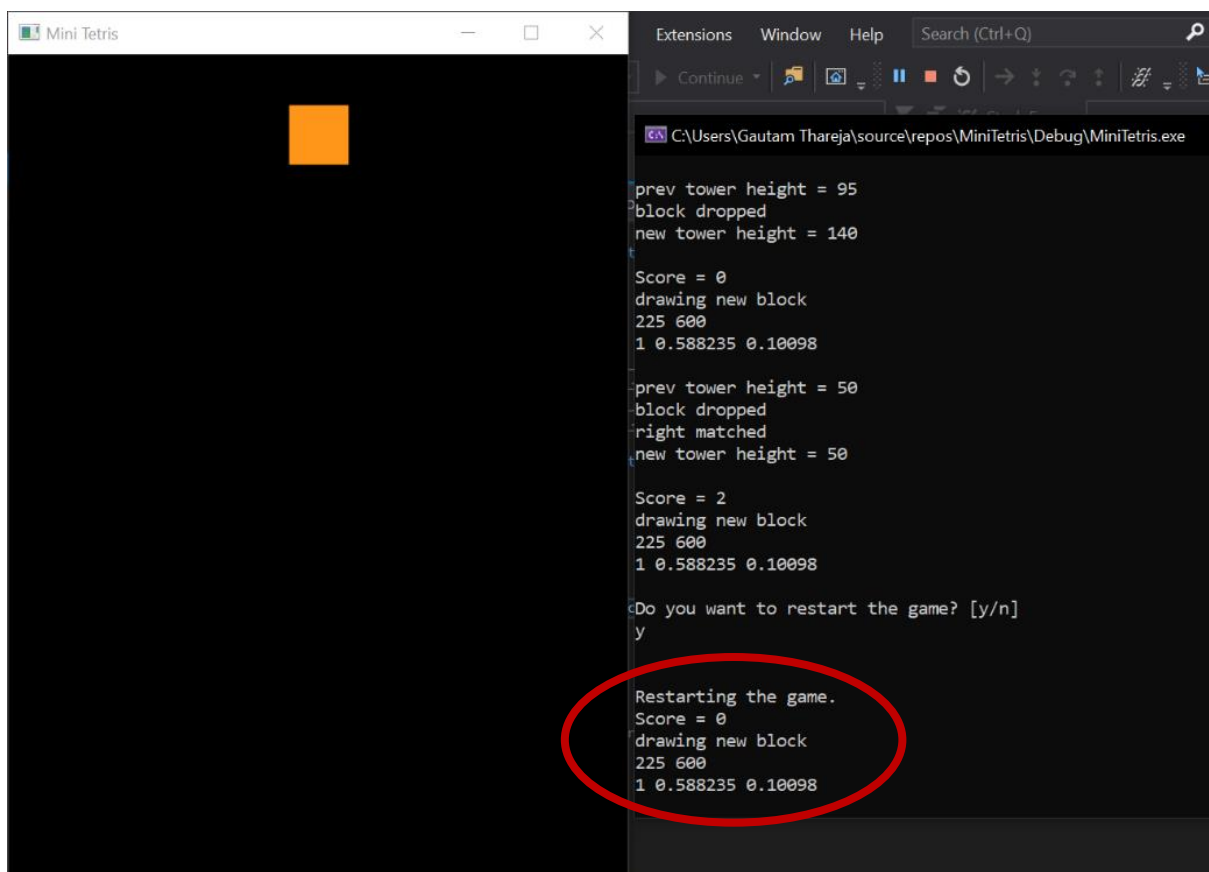 Mini Tetris
Extensions Window Help Search (Ctrl+Q)
Continue
C:\Users\Gautam Thareja\source\repos\MiniTetris\Debug\MiniTetris.exe
prev tower height = 95
block dropped
new tower height = 140
Score = 0
drawing new block
225 600
1 0.588235 0.10098
prev tower height = 50
block dropped
right matched
new tower height = 50
Score = 2
drawing new block
225 600
1 0.588235 0.10098
Do you want to restart the game? [y/n]
y
Restarting the game.
Score = 0
drawing new block
225 600
1 0.588235 0.10098